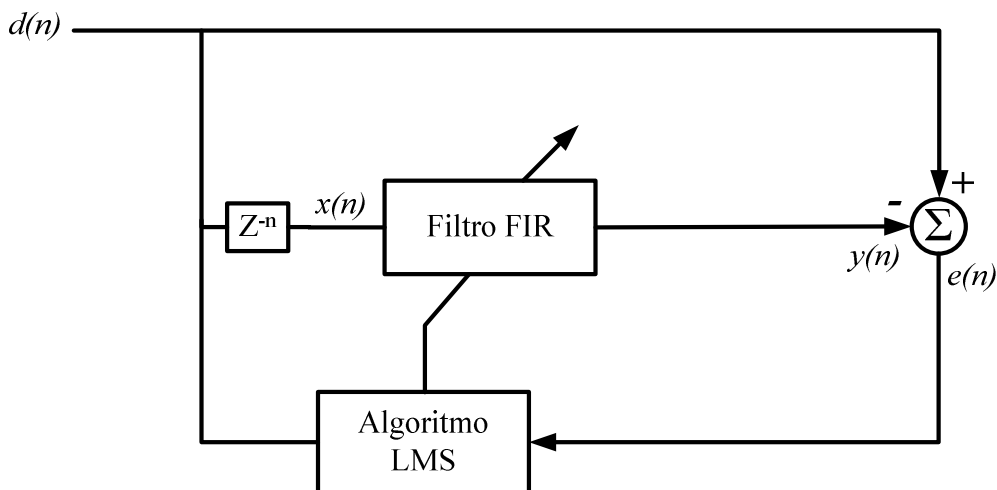 d(n)
+
Z⁻ⁿ
x(n)
Filtro FIR
-
Σ
y(n)
e(n)
Algoritmo
LMS